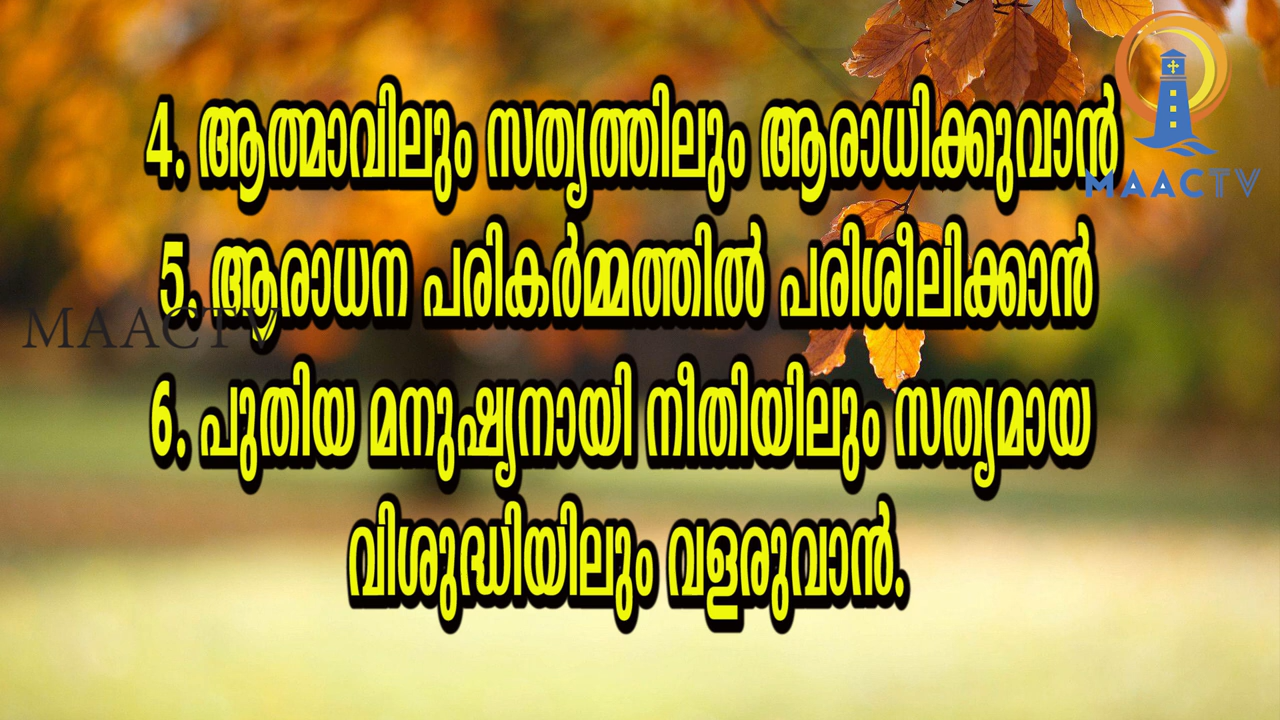 4. ആത്മാവിലും സത്യത്തിലും ആരാധിക്കുവാൻ
MAACTV
5. ആരാധന പരികർമ്മത്തിൽ പരിശീലിക്കാൻ
MAACTV
6. പുതിയ മനുഷ്യനായി നീതിയിലും സത്യമായ
വിശുദ്ധിയിലും വളരുവാൻ.